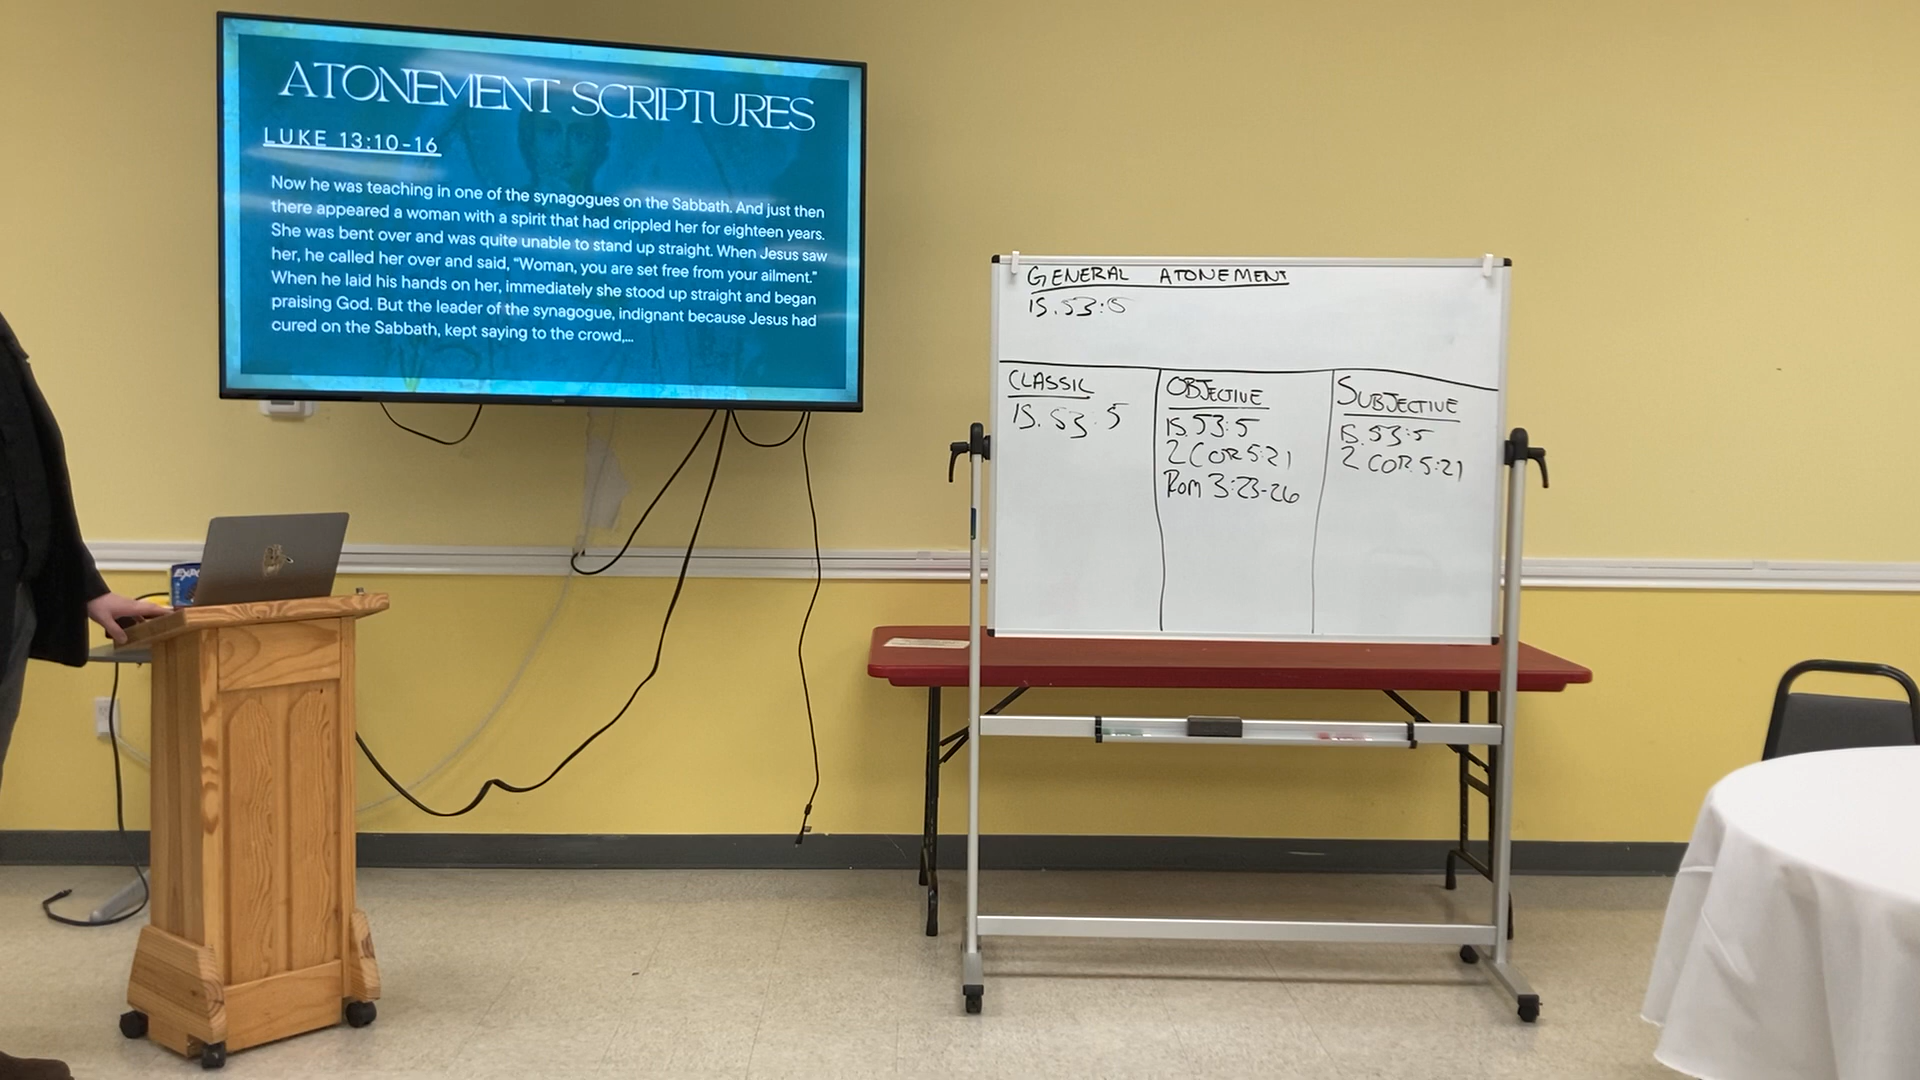 ATONEMENT SCRIPTURES
LUKE 13:10-16
Now he was teaching in one of the synagogues on the Sabbath. And just then
there appeared a woman with a spirit that had crippled her for eighteen years.
She was bent over and was quite unable to stand up straight. When Jesus saw
her, he called her over and said, “Woman, you are set free from your ailment.”
When he laid his hands on her, immediately she stood up straight and began
praising God. But the leader of the synagogue, indignant because Jesus had
cured on the Sabbath, kept saying to the crowd,...
EXPO
GENERAL ATONEMENT
IS. 53:5
CLASSIC
IS. 53:5
OBJECTIVE
IS. 53:5
2 COR 5:21
ROM 3:23-26
SUBJECTIVE
IS. 53:5
2 COR. 5:21